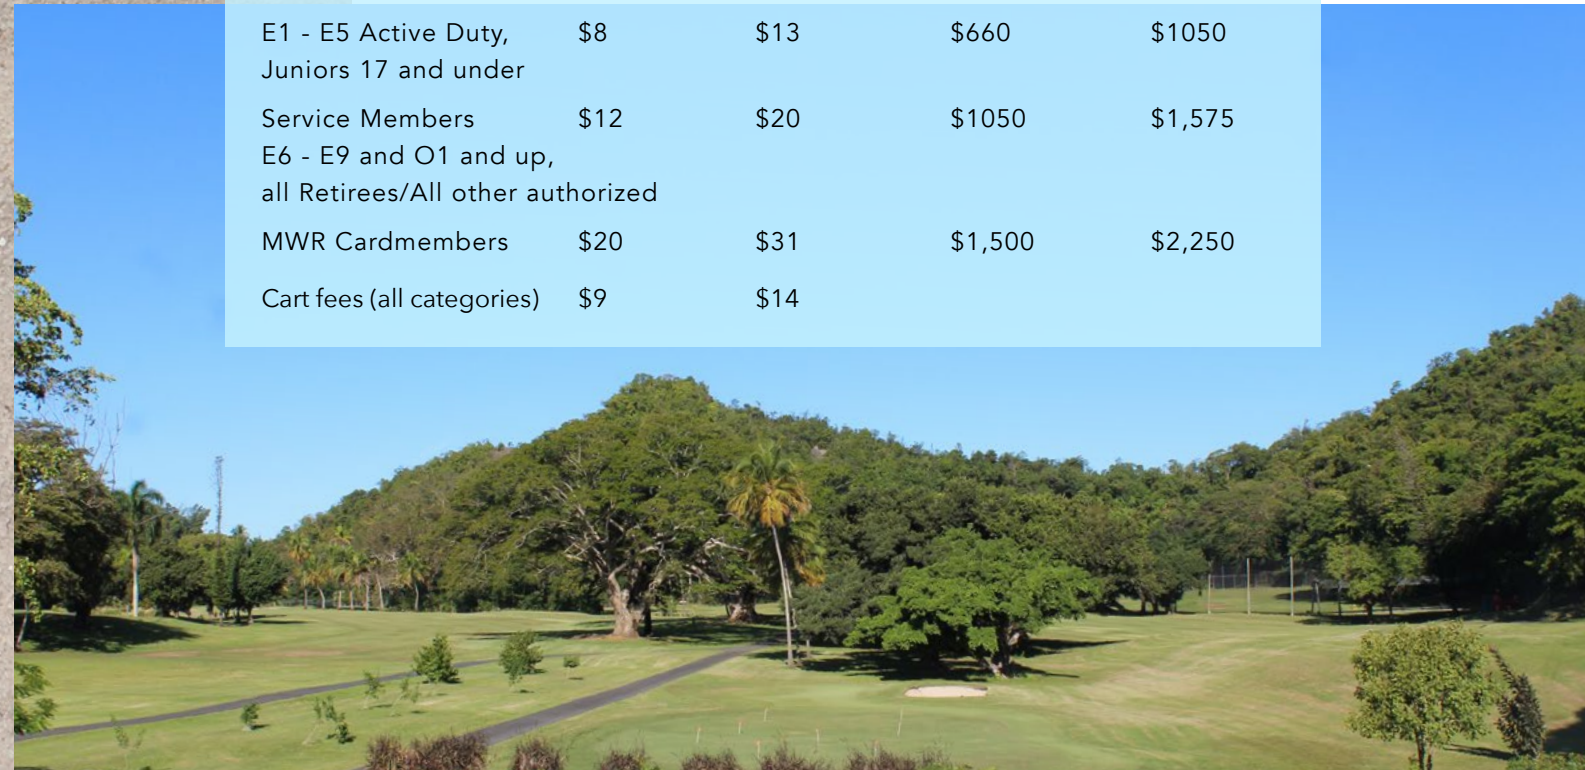 E1 - E5 Active Duty, $8 $13 $660 $1050
Juniors 17 and under
Service Members $12 $20 $1050 $1,575
E6 - E9 and O1 and up,
all Retirees/All other authorized
MWR Cardmembers $20 $31 $1,500 $2,250
Cart fees (all categories) $9 $14